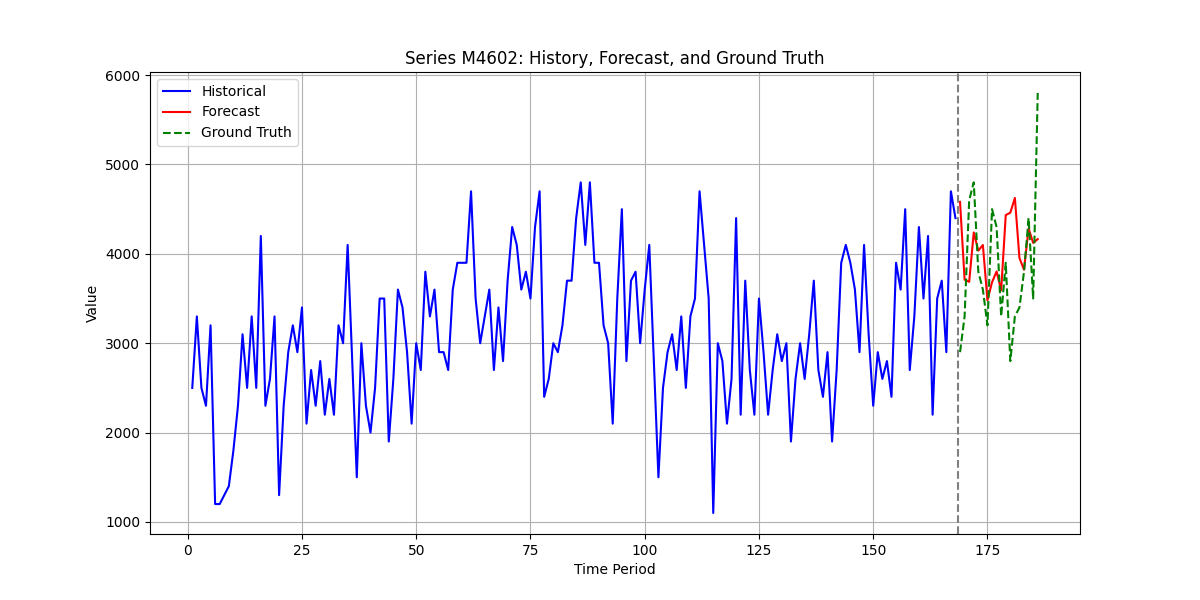 Series M4602: History, Forecast, and Ground Truth
Historical
Forecast
Ground Truth
6000
5000
4000
3000
2000
1000
Value
0
25
50
75
100
125
150
175
Time Period